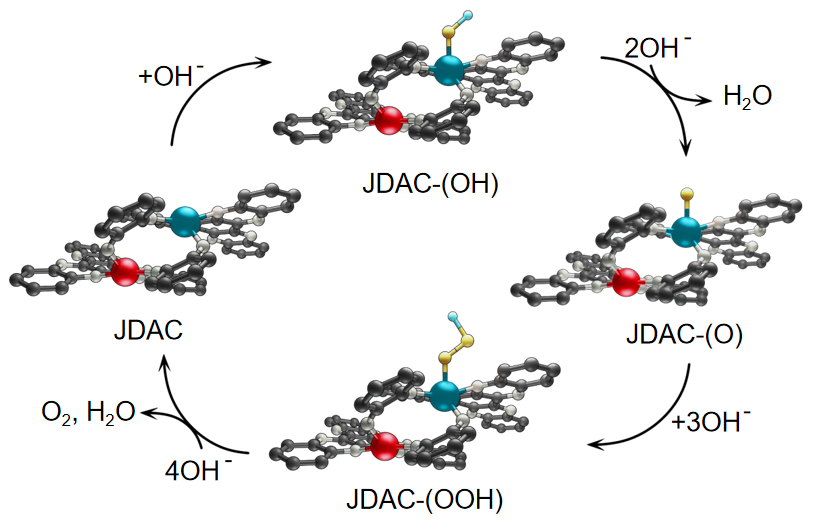 JDAC-(OH)
+OH⁻
2OH⁻
H₂O
JDAC
JDAC-(O)
O₂, H₂O
4OH⁻
+3OH⁻
JDAC-(OOH)